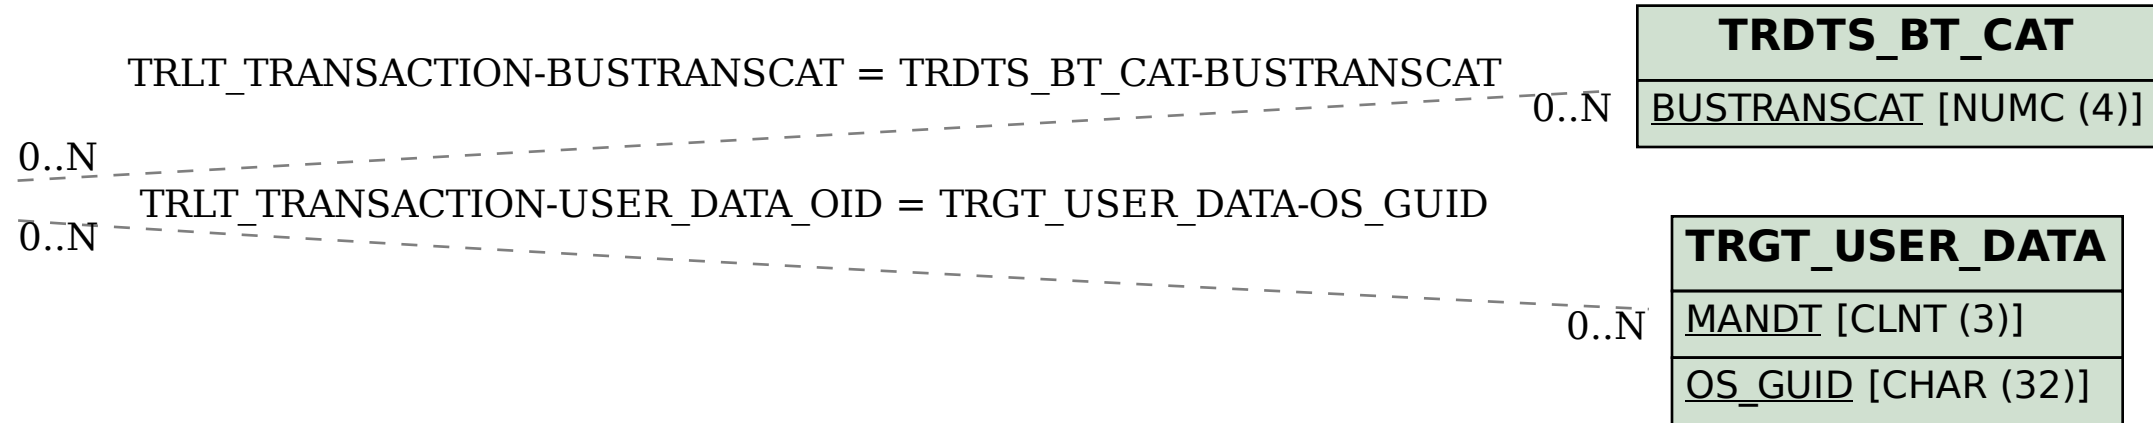 TRDTS_BT_CAT
TRLT_TRANSACTION-BUSTRANSCAT = TRDTS_BT_CAT-BUSTRANSCAT
0..N
BUSTRANSCAT [NUMC (4)]
0..N
TRLT_TRANSACTION-USER_DATA_OID = TRGT_USER_DATA-OS_GUID
0..N
TRGT_USER_DATA
0..N
MANDT [CLNT (3)]
OS_GUID [CHAR (32)]